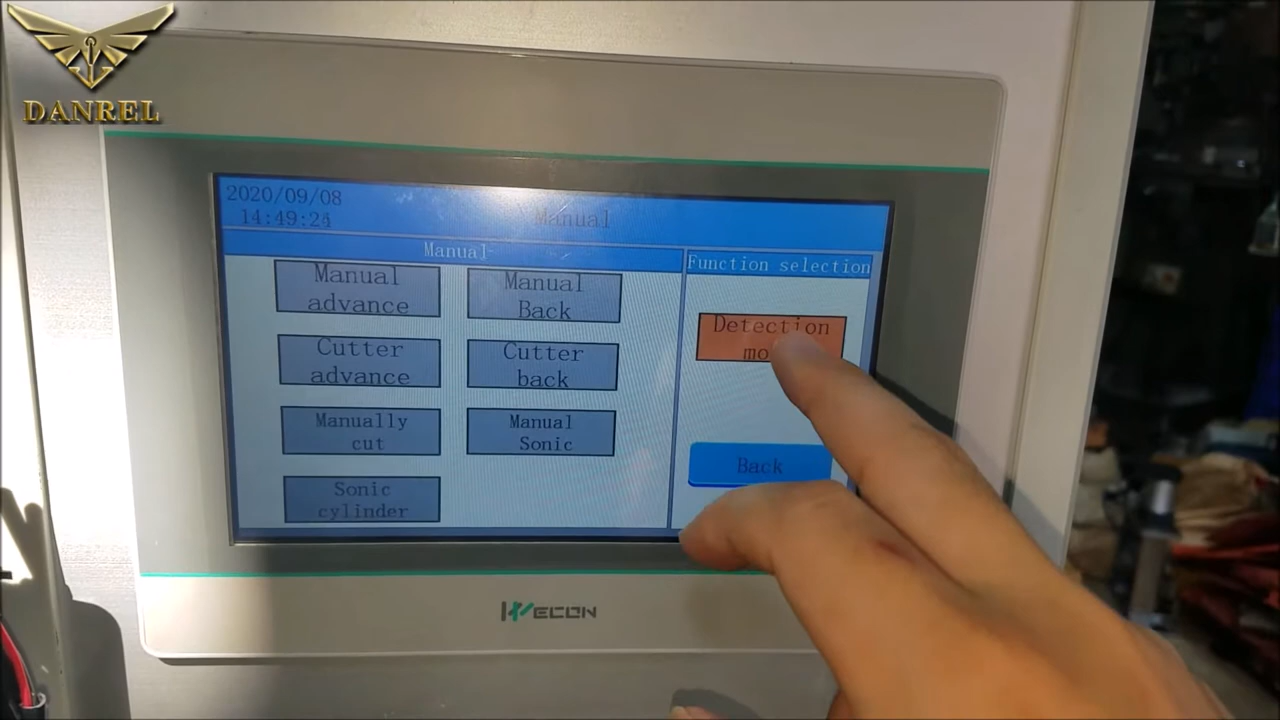 DANREL
2020/09/08
14:49:24
Manual
Manual
Function selection
Manual
advance
Manual
Back
Detection
Cutter
advance
Cutter
back
Manually
cut
Manual
Sonic
Back
Sonic
cylinder
WECON